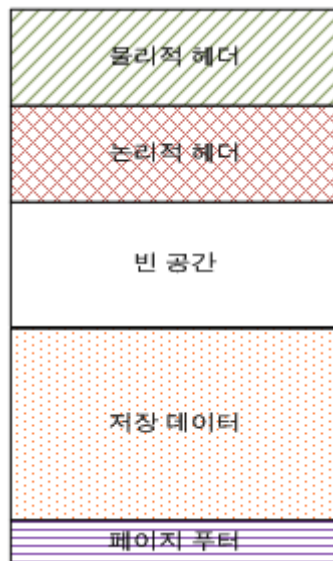 물리적 헤더
논리적 헤더
빈 공간
저장 데이터
페이지 푸터